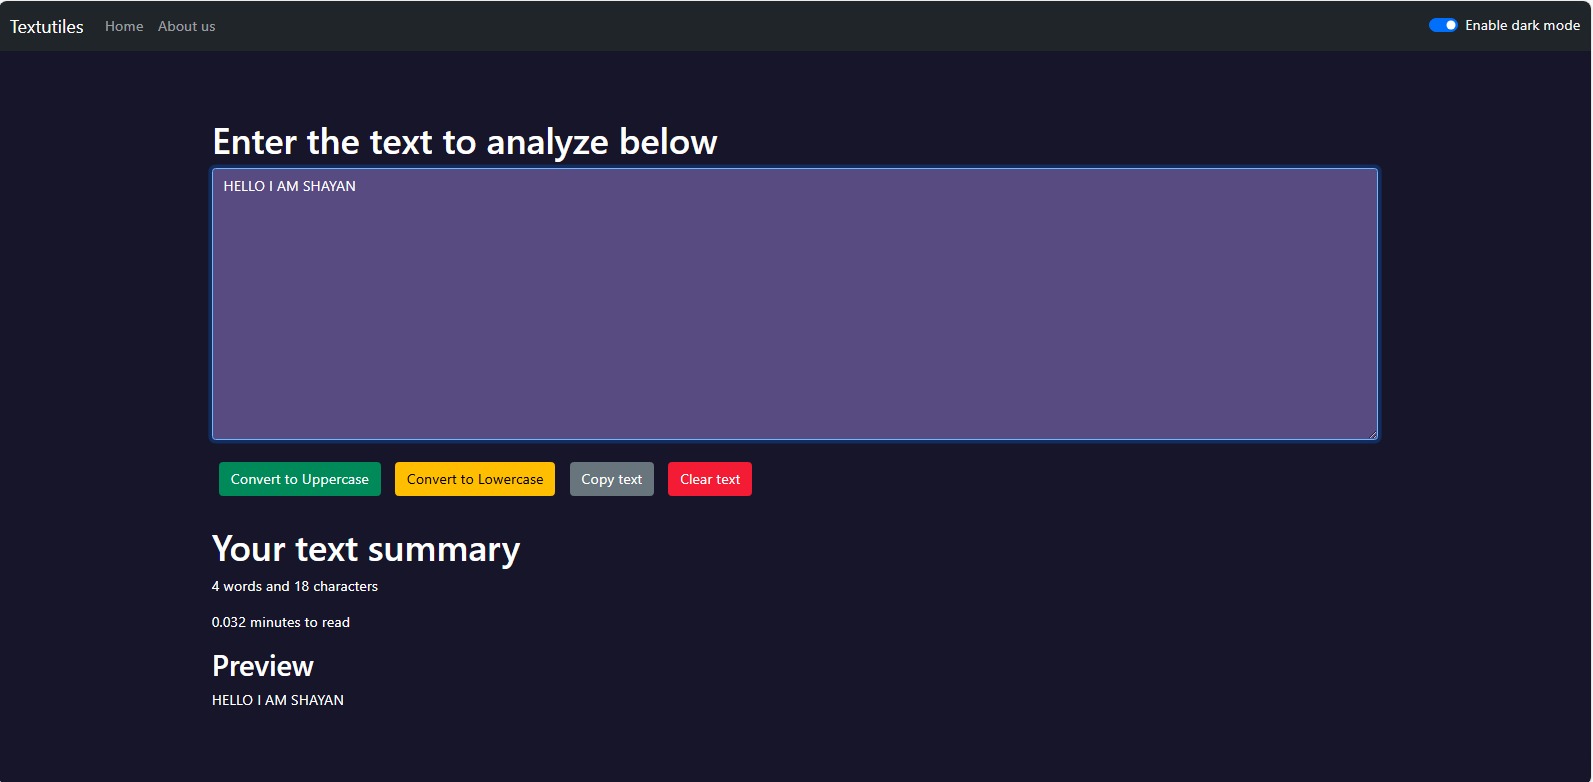 Textutiles Home About us Enable dark mode
Enter the text to analyze below
HELLO I AM SHAYAN
Convert to Uppercase Convert to Lowercase Copy text Clear text
Your text summary
4 words and 18 characters
0.032 minutes to read
Preview
HELLO I AM SHAYAN